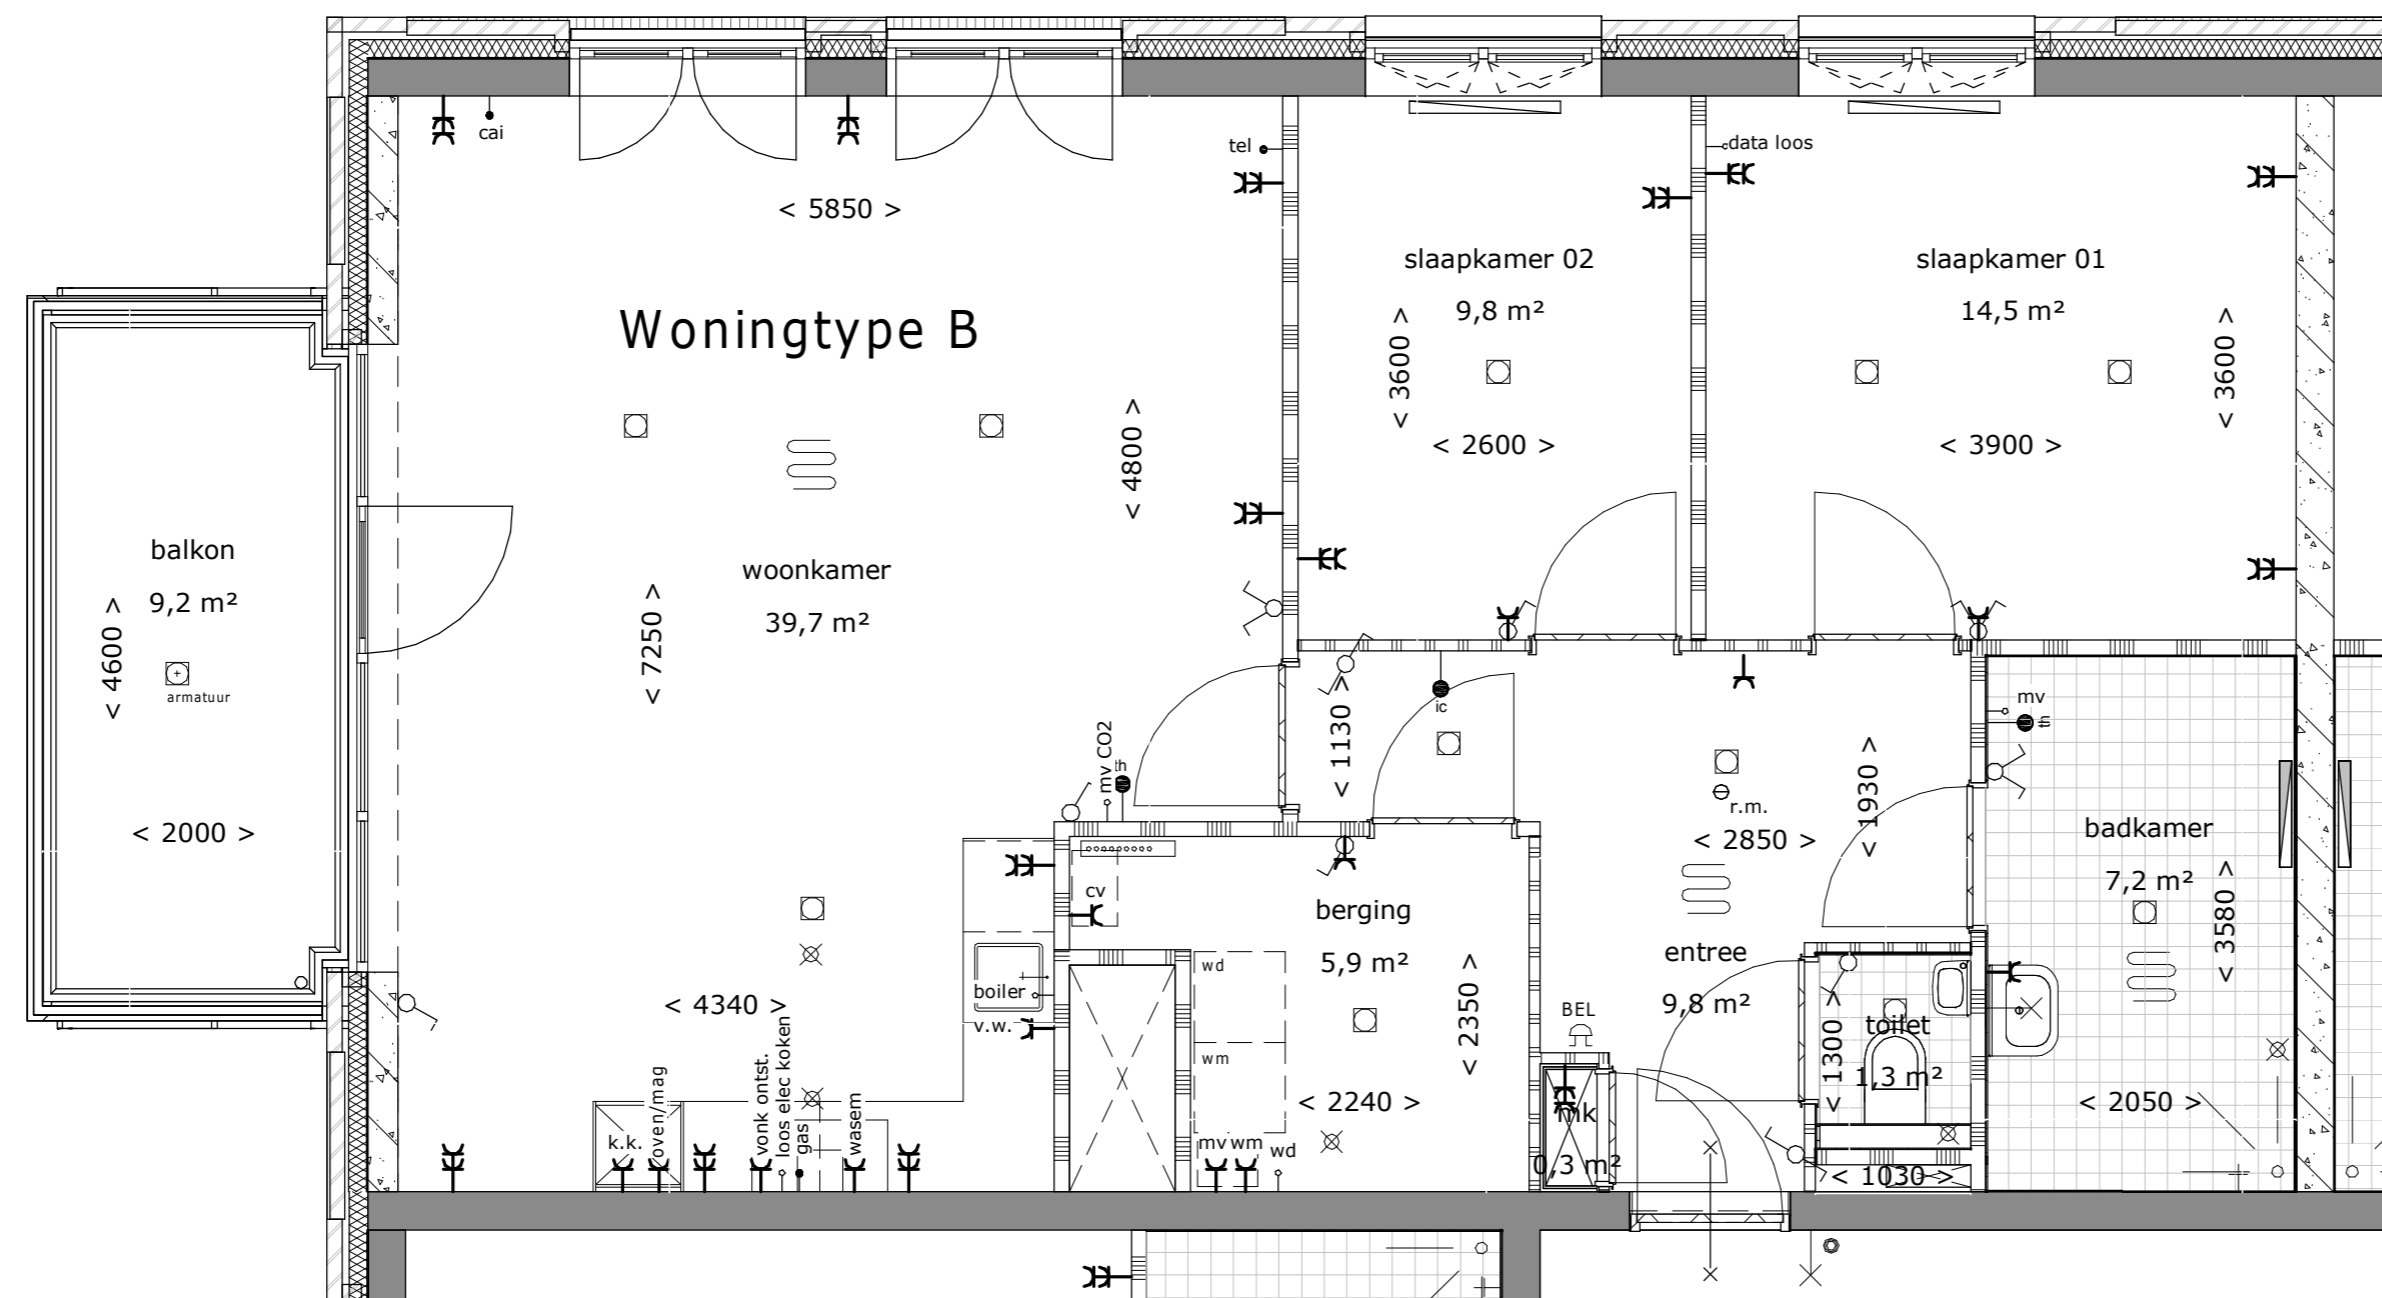 cai
tel
data loos
< 5850 >
slaapkamer 02
9,8 m²
slaapkamer 01
14,5 m²
Woningtype B
< 3600 >
< 3600 >
< 4800 >
< 2600 >
< 3900 >
balkon
9,2 m²
armatuur
< 4600 >
< 2000 >
woonkamer
39,7 m²
< 7250 >
< 1130 >
ic
mv CO2
th
r.m.
< 2850 >
< 1930 >
mv
th
badkamer
7,2 m²
< 3580 >
cv
berging
5,9 m²
wd
wm
< 2350 >
< 2240 >
entree
9,8 m²
BEL
boiler
v.w.
< 4340 >
toilet
1,3 m²
< 1300 >
< 2050 >
mk
0,3 m²
k.k.
oven/mag
vonk ontst.
loos elec koken
gas
wasem
mv
wm
wd
< 1030 >